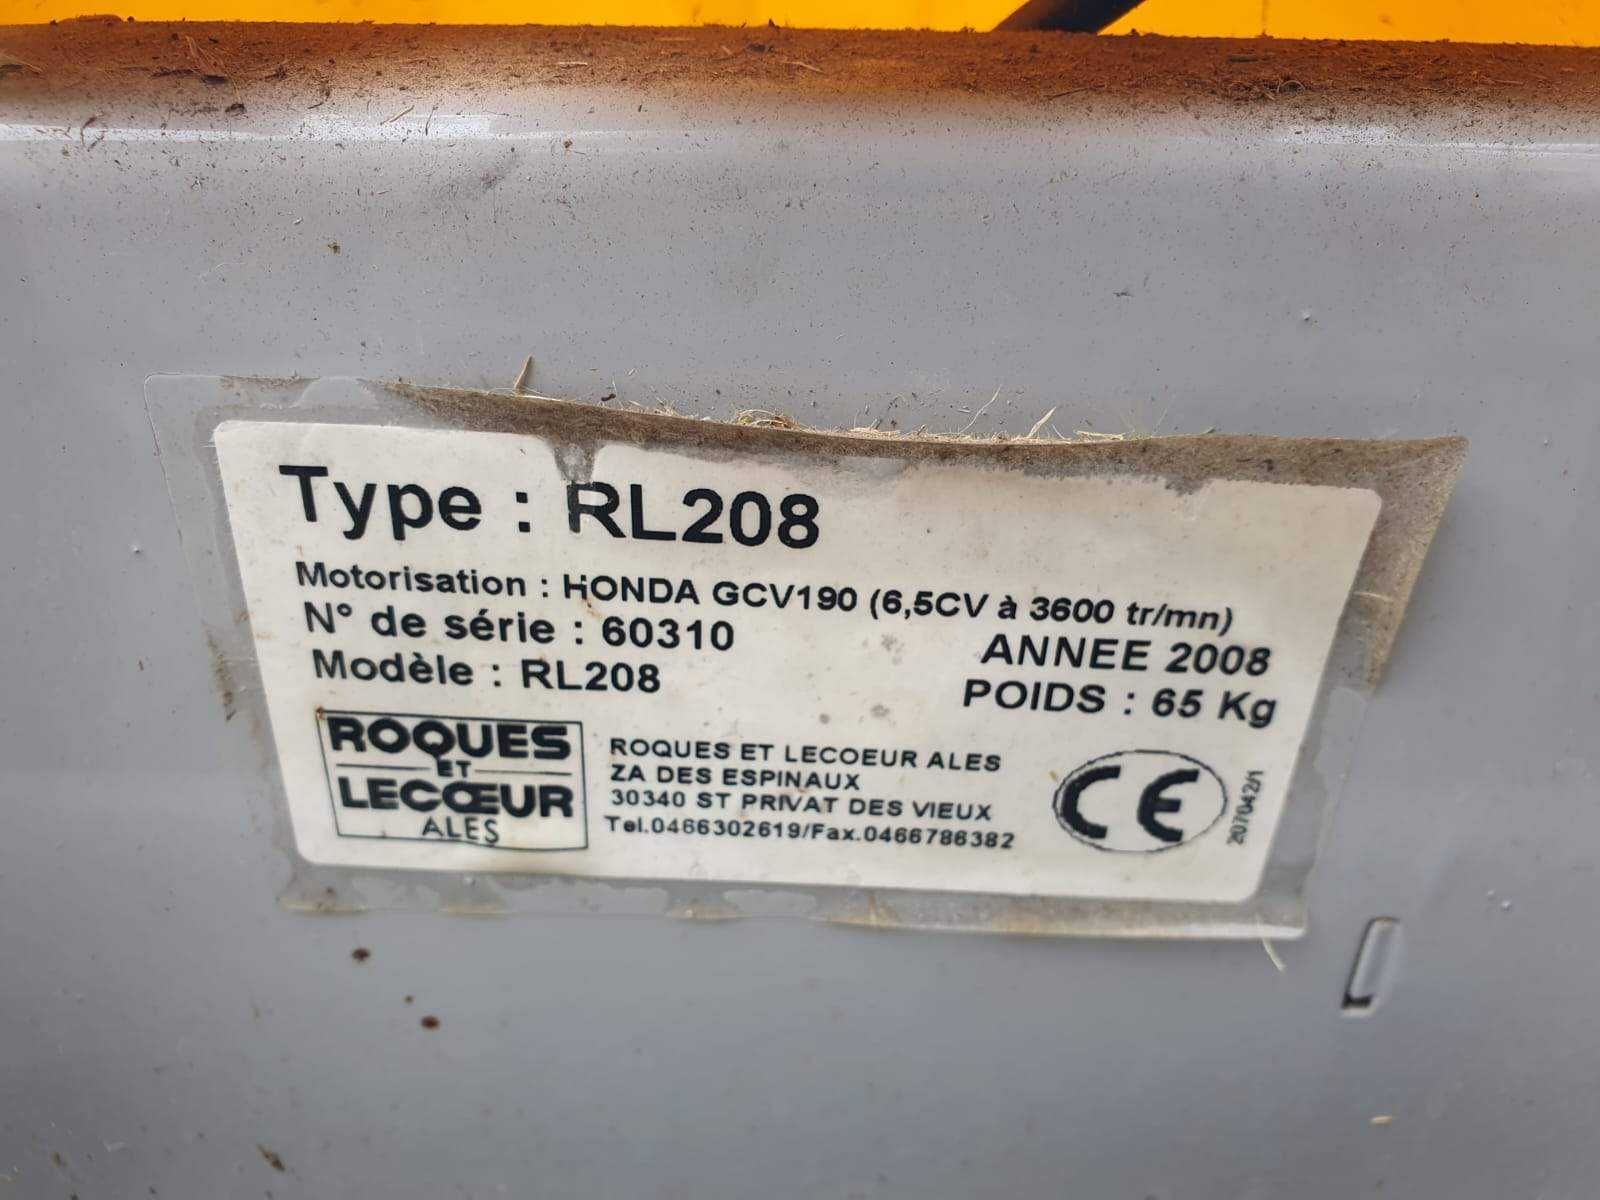 Type : RL208
Motorisation : HONDA GCV190 (6,5CV à 3600 tr/mn)
N° de série : 60310
ANNEE 2008
Modèle : RL208
POIDS : 65 Kg
ROQUES
ET
LECŒUR
ALES
ROQUES ET LECOEUR ALES
ZA DES ESPINAUX
30340 ST PRIVAT DES VIEUX
Tel.0466302619/Fax.0466786382
CE
207042/1